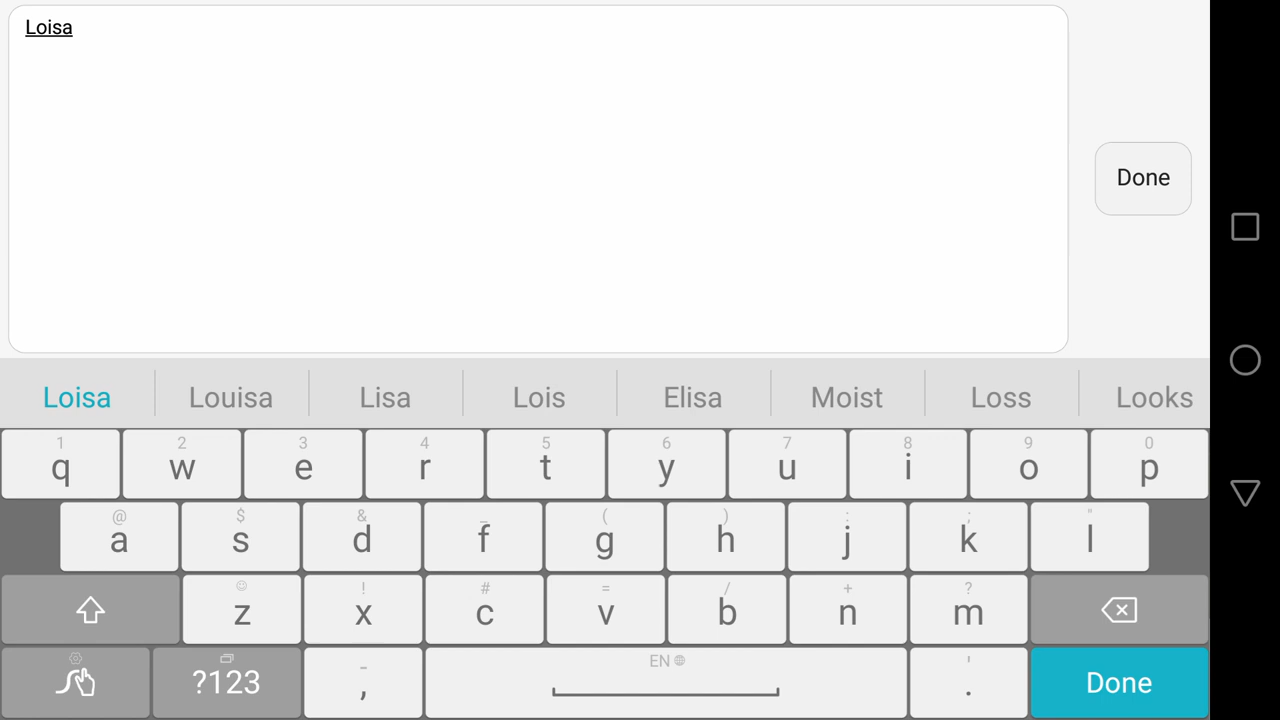 Loisa
Done
Loisa Louisa Lisa Lois Elisa Moist Loss Looks
1 2 3 4 5 6 7 8 9 0
q w e r t y u i o p
@ $ & _ ( ) : ; "
a s d f g h j k l
! # = / + ?
z x c v b n m
EN
?123 , . Done